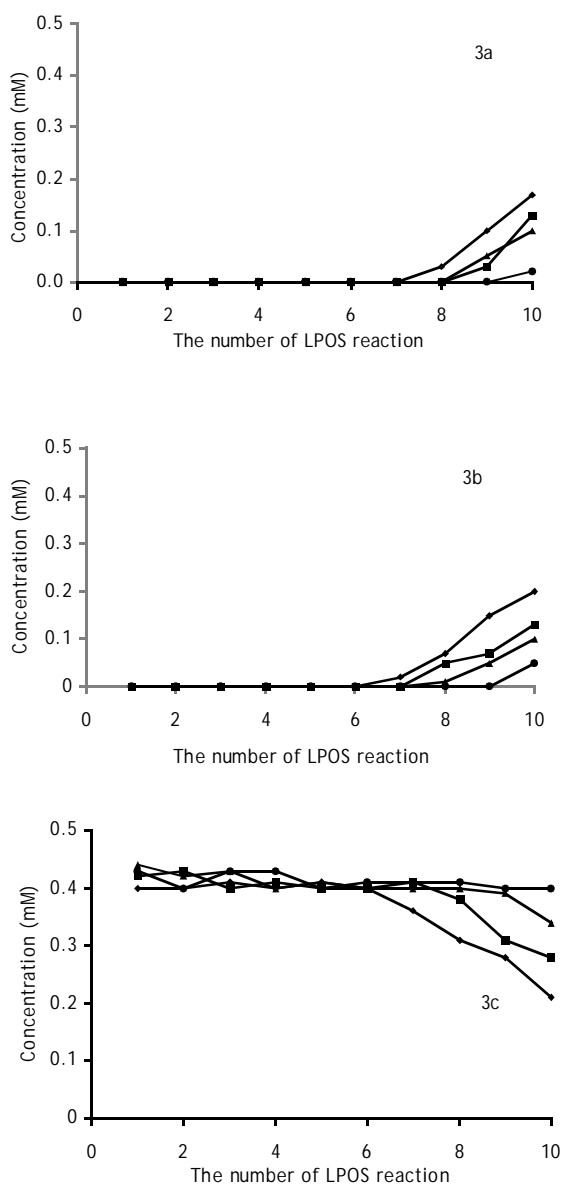 0.5
3a
0.4
0.3
0.2
0.1
0.0
Concentration (mM)
0 2 4 6 8 10
The number of LPOS reaction
0.5
3b
0.4
0.3
0.2
0.1
0
Concentration (mM)
0 2 4 6 8 10
The number of LPOS reaction
0.5
0.4
0.3
0.2
3c
0.1
0
Concentration (mM)
0 2 4 6 8 10
The number of LPOS reaction